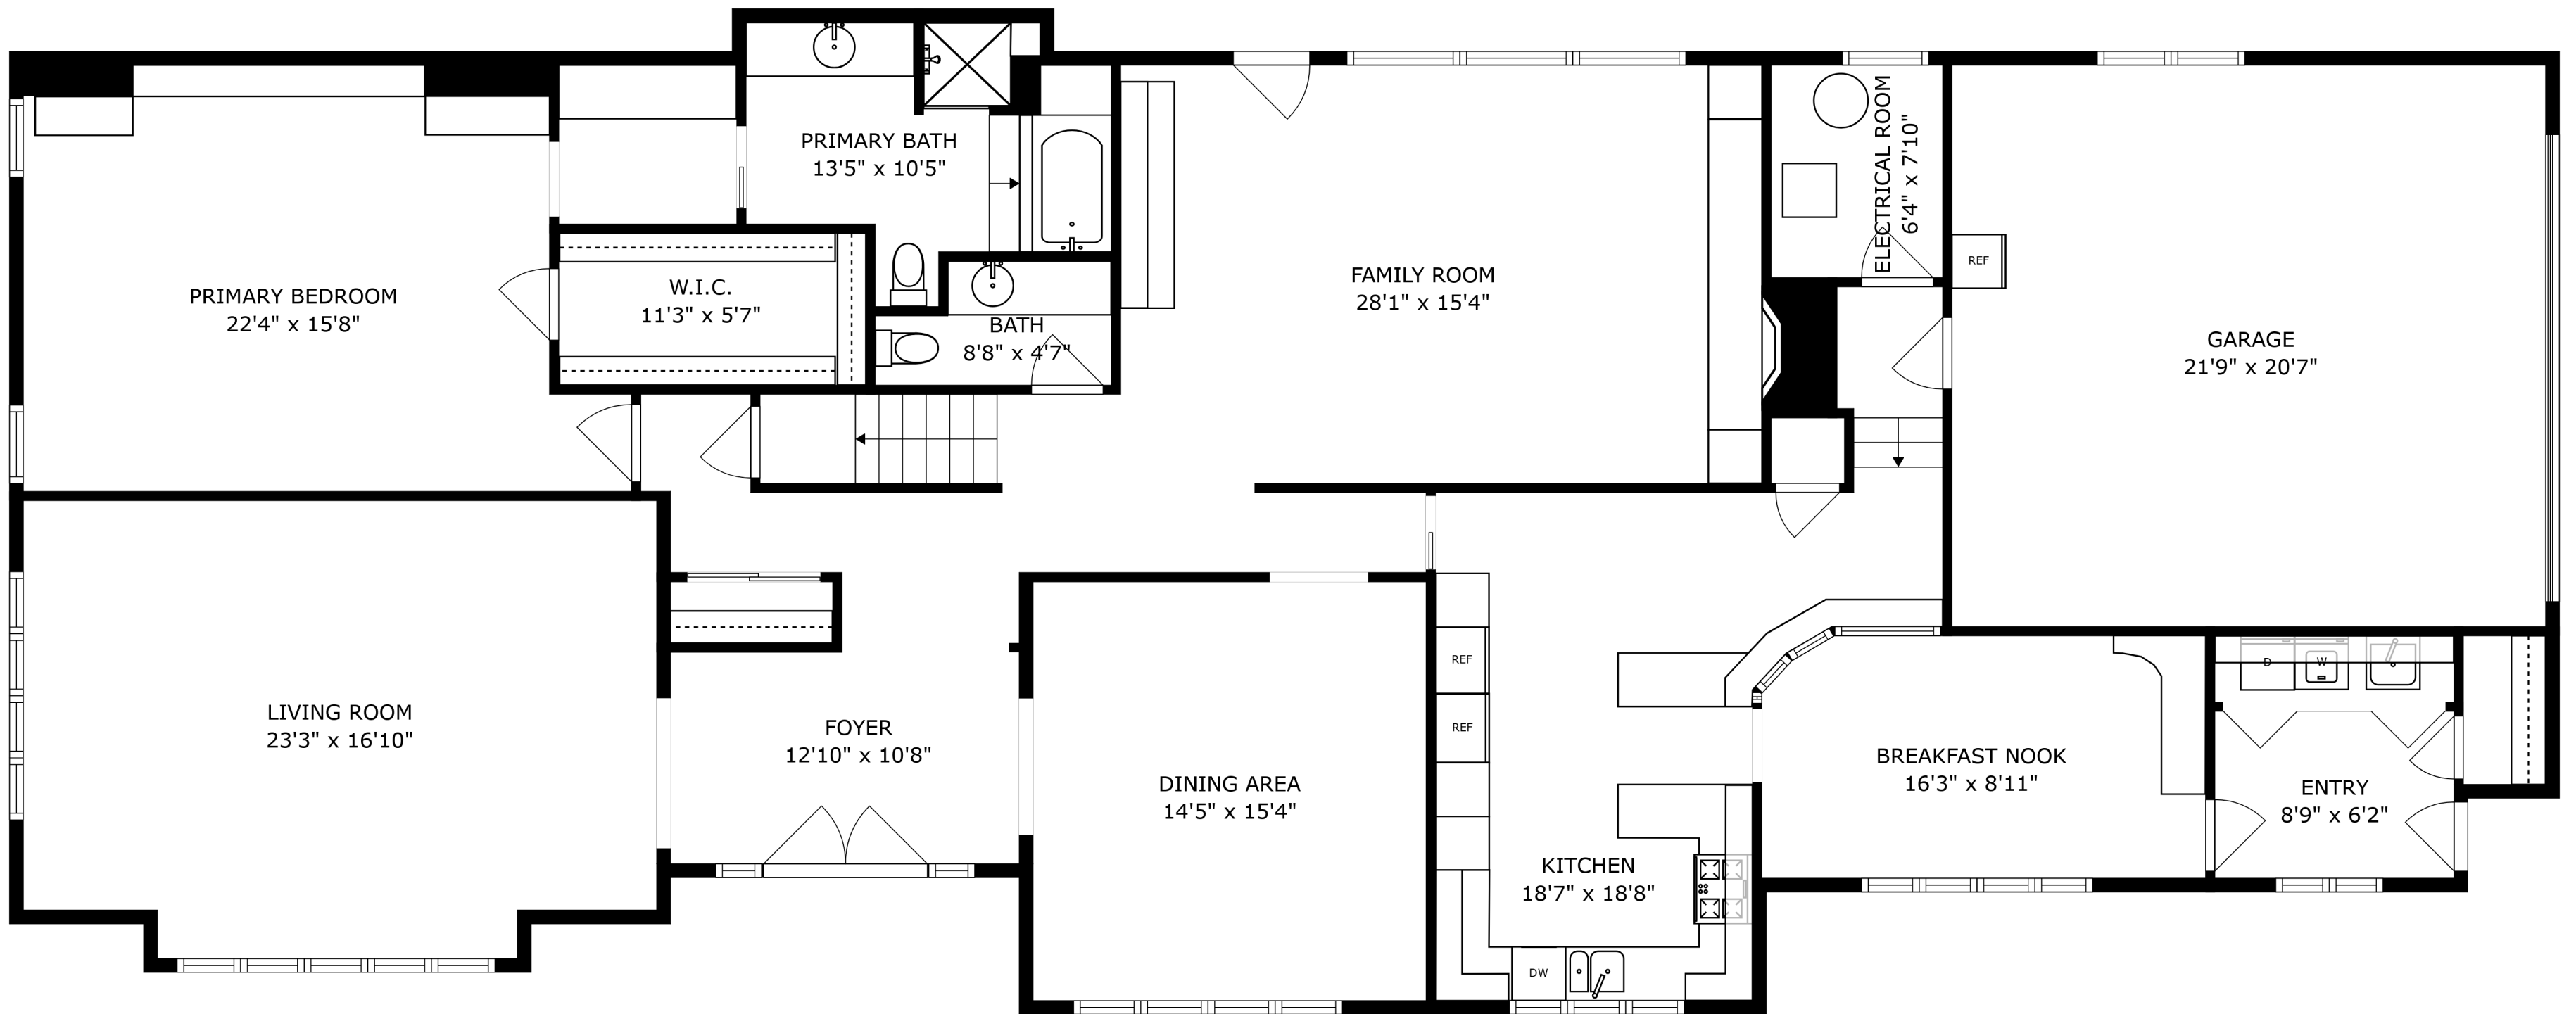 PRIMARY BATH
13'5" x 10'5"
ELECTRICAL ROOM
6'4" x 7'10"
PRIMARY BEDROOM
22'4" x 15'8"
W.I.C.
11'3" x 5'7"
BATH
8'8" x 4'7"
FAMILY ROOM
28'1" x 15'4"
REF
GARAGE
21'9" x 20'7"
LIVING ROOM
23'3" x 16'10"
FOYER
12'10" x 10'8"
DINING AREA
14'5" x 15'4"
REF
REF
KITCHEN
18'7" x 18'8"
DW
BREAKFAST NOOK
16'3" x 8'11"
D
W
ENTRY
8'9" x 6'2"